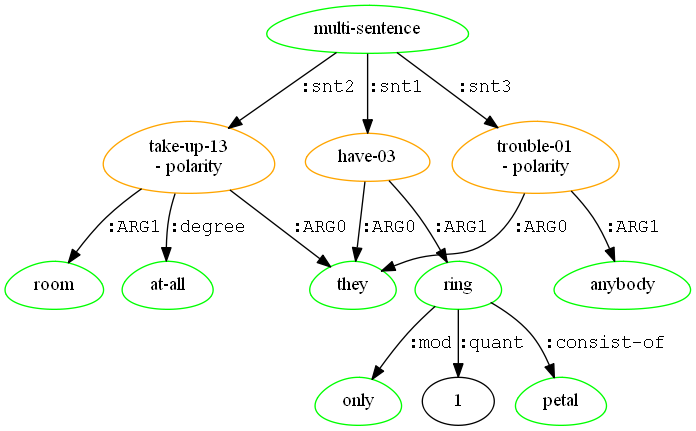 multi-sentence
:snt2
:snt1
:snt3
take-up-13
- polarity
have-03
trouble-01
- polarity
:ARG1
:degree
:ARG0
:ARG0
:ARG1
:ARG0
:ARG1
room
at-all
they
ring
anybody
:mod
:quant
:consist-of
only
1
petal